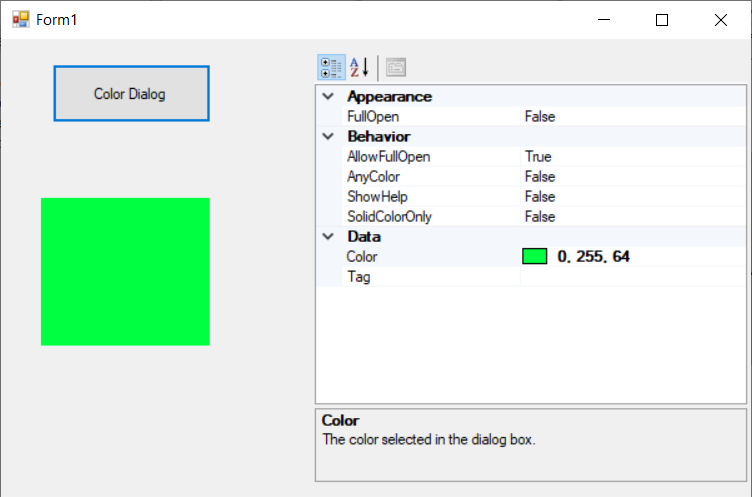 Form1
Color Dialog
A
Z
Appearance
FullOpen False
Behavior
AllowFullOpen True
AnyColor False
ShowHelp False
SolidColorOnly False
Data
Color 0, 255, 64
Tag
Color
The color selected in the dialog box.